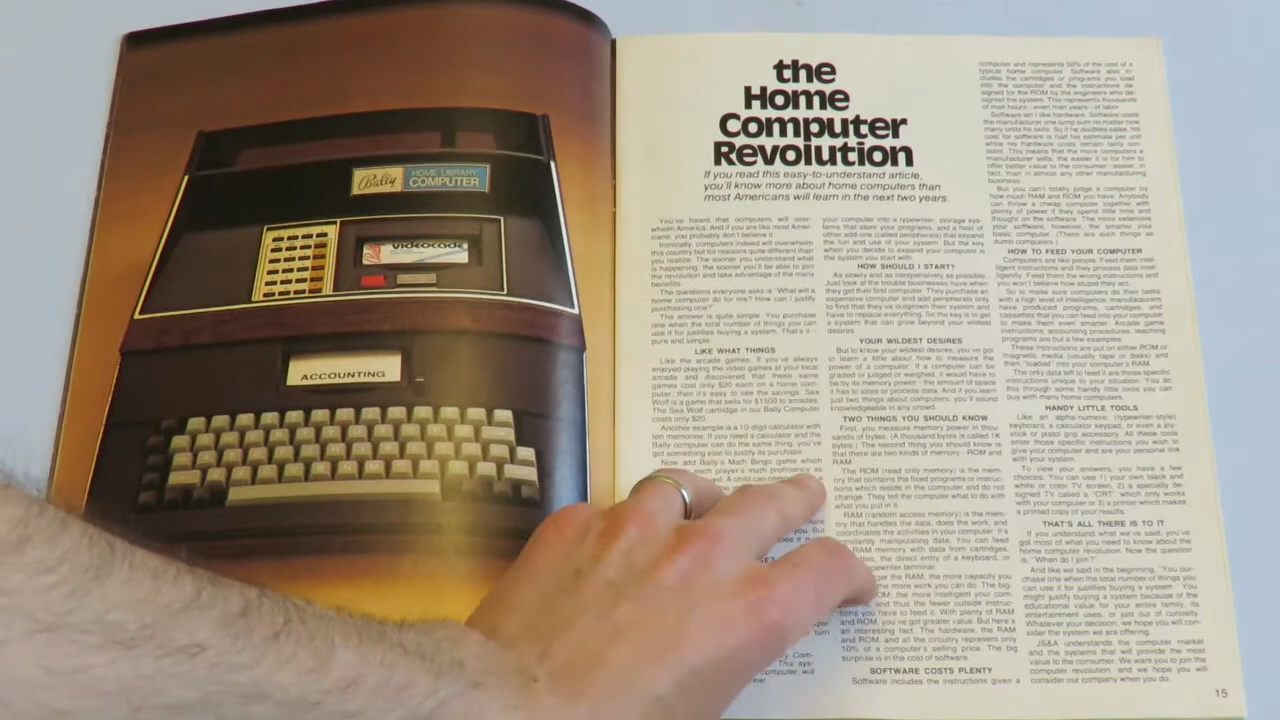 Bally
HOME LIBRARY
COMPUTER
Bally
videocade
ACCOUNTING
the
Home
Computer
Revolution
If you read this easy-to-understand article,
you'll know more about home computers than
most Americans will learn in the next two years.
You've heard that computers will over-
whelm America. And if you are like most Amer-
icans, you probably don't believe it.
Ironically, computers indeed will overwhelm
this country but for reasons quite different than
you realize. The sooner you understand what
is happening, the sooner you'll be able to join
the revolution and take advantage of the many
benefits.
The questions everyone asks is "What will a
home computer do for me? How can I justify
purchasing one?"
The answer is quite simple. You purchase
one when the total number of things you can
use it for justifies buying a system. That's it–
pure and simple.
LIKE WHAT THINGS
Like the arcade games. If you've always
enjoyed playing the video games at your local
arcade and discovered that these same
games cost only $20 each on a home com-
puter, then it's easy to see the savings. Sea
Wolf is a game that sells for $1500 to arcades.
The Sea Wolf cartridge in our Bally Computer
costs only $20.
Another example is a 10-digit calculator with
ten memories. If you need a calculator and the
Bally computer can do the same thing, you've
got something else to justify its purchase.
Now add Bally's Math Bingo game which
each player's math proficiency as
A child can
more
But
turn
Com-
This sys-
computer will
your computer into a typewriter, storage sys-
tems that store your programs, and a host of
other add-ons (called peripherals) that expand
the fun and use of your system. But the key
when you decide to expand your computer is
the system you start with.
HOW SHOULD I START?
As slowly and as inexpensively as possible.
Just look at the trouble businesses have when
they get their first computer. They purchase an
expensive computer and add peripherals only
to find that they've outgrown their system and
have to replace everything. So the key is to get
a system that can grow beyond your wildest
desires.
YOUR WILDEST DESIRES
But to know your wildest desires, you've got
to learn a little about how to measure the
power of a computer. If a computer can be
graded or judged or weighed, it would have to
be by its memory power–the amount of space
it has to store or process data. And if you learn
just two things about computers, you'll sound
knowledgeable in any crowd.
TWO THINGS YOU SHOULD KNOW
First, you measure memory power in thou-
sands of bytes. (A thousand bytes is called 1K
bytes.) The second thing you should know is
that there are two kinds of memory - ROM and
RAM.
The ROM (read only memory) is the mem-
ory that contains the fixed programs or instruc-
tions which reside in the computer and do not
change. They tell the computer what to do with
what you put in it.
RAM (random access memory) is the mem-
ory that handles the data, does the work, and
coordinates the activities in your computer. It's
constantly manipulating data. You can feed
RAM memory with data from cartridges,
the direct entry of a keyboard, or
typewriter terminal.
the RAM, the more capacity you
the more work you can do. The big-
the more intelligent your com-
and thus the fewer outside instruc-
tions you have to feed it. With plenty of RAM
and ROM, you've got greater value. But here's
an interesting fact. The hardware, the RAM
and ROM, and all the circuitry represent only
10% of a computer's selling price. The big
surprise is in the cost of software.
SOFTWARE COSTS PLENTY
Software includes the instructions given a
computer and represents 50% of the cost of a
typical home computer. Software also in-
cludes the cartridges or programs you load
into the computer and the instructions de-
signed for the ROM by the engineers who de-
signed the system. This represents thousands
of man hours - even man years - of labor.
Software isn't like hardware. Software costs
the manufacturer one lump sum no matter how
many units he sells. So if he doubles sales, his
cost for software is half his estimate per unit
while his hardware costs remain fairly con-
stant. This means that the more computers a
manufacturer sells, the easier it is for him to
offer better value to the consumer - easier, in
fact, than in almost any other manufacturing
business.
But you can't totally judge a computer by
how much RAM and ROM you have. Anybody
can throw a cheap computer together with
plenty of power if they spend little time and
thought on the software. The more extensive
your software, however, the smarter your
basic computer. (There are such things as
dumb computers.)
HOW TO FEED YOUR COMPUTER
Computers are like people. Feed them intel-
ligent instructions and they process data intel-
ligently. Feed them the wrong instructions and
you won't believe how stupid they act.
So to make sure computers do their tasks
with a high level of intelligence, manufacturers
have produced programs, cartridges, and
cassettes that you can feed into your computer
to make them even smarter. Arcade game
instructions, accounting procedures, teaching
programs are but a few examples.
These instructions are put on either ROM or
magnetic media (usually tape or disks) and
then "loaded" into your computer's RAM.
The only data left to feed it are those specific
instructions unique to your situation. You do
this through some handy little tools you can
buy with many home computers.
HANDY LITTLE TOOLS
Like an alpha-numeric (typewriter-style)
keyboard, a calculator keypad, or even a joy-
stick or pistol grip accessory. All these tools
enter those specific instructions you wish to
give your computer and are your personal link
with your system.
To view your answers, you have a few
choices. You can use 1) your own black and
white or color TV screen, 2) a specially de-
signed TV called a "CRT" which only works
with your computer or 3) a printer which makes
a printed copy of your results.
THAT'S ALL THERE IS TO IT
If you understand what we've said, you've
got most of what you need to know about the
home computer revolution. Now the question
is, "When do I join?"
And like we said in the beginning, "You pur-
chase one when the total number of things you
can use it for justifies buying a system." You
might justify buying a system because of the
educational value for your entire family, its
entertainment uses, or just out of curiosity.
Whatever your decision, we hope you will con-
sider the system we are offering.
JS&A understands the computer market
and the systems that will provide the most
value to the consumer. We want you to join the
computer revolution, and we hope you will
consider our company when you do.
15